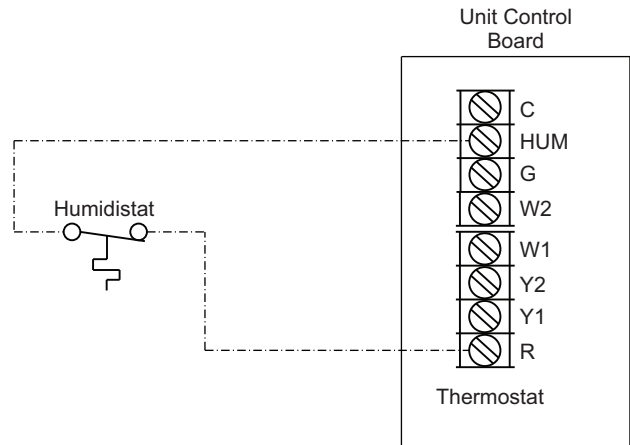 Unit Control
Board
C
HUM
G
Humidistat
W2
W1
Y2
Y1
R
Thermostat